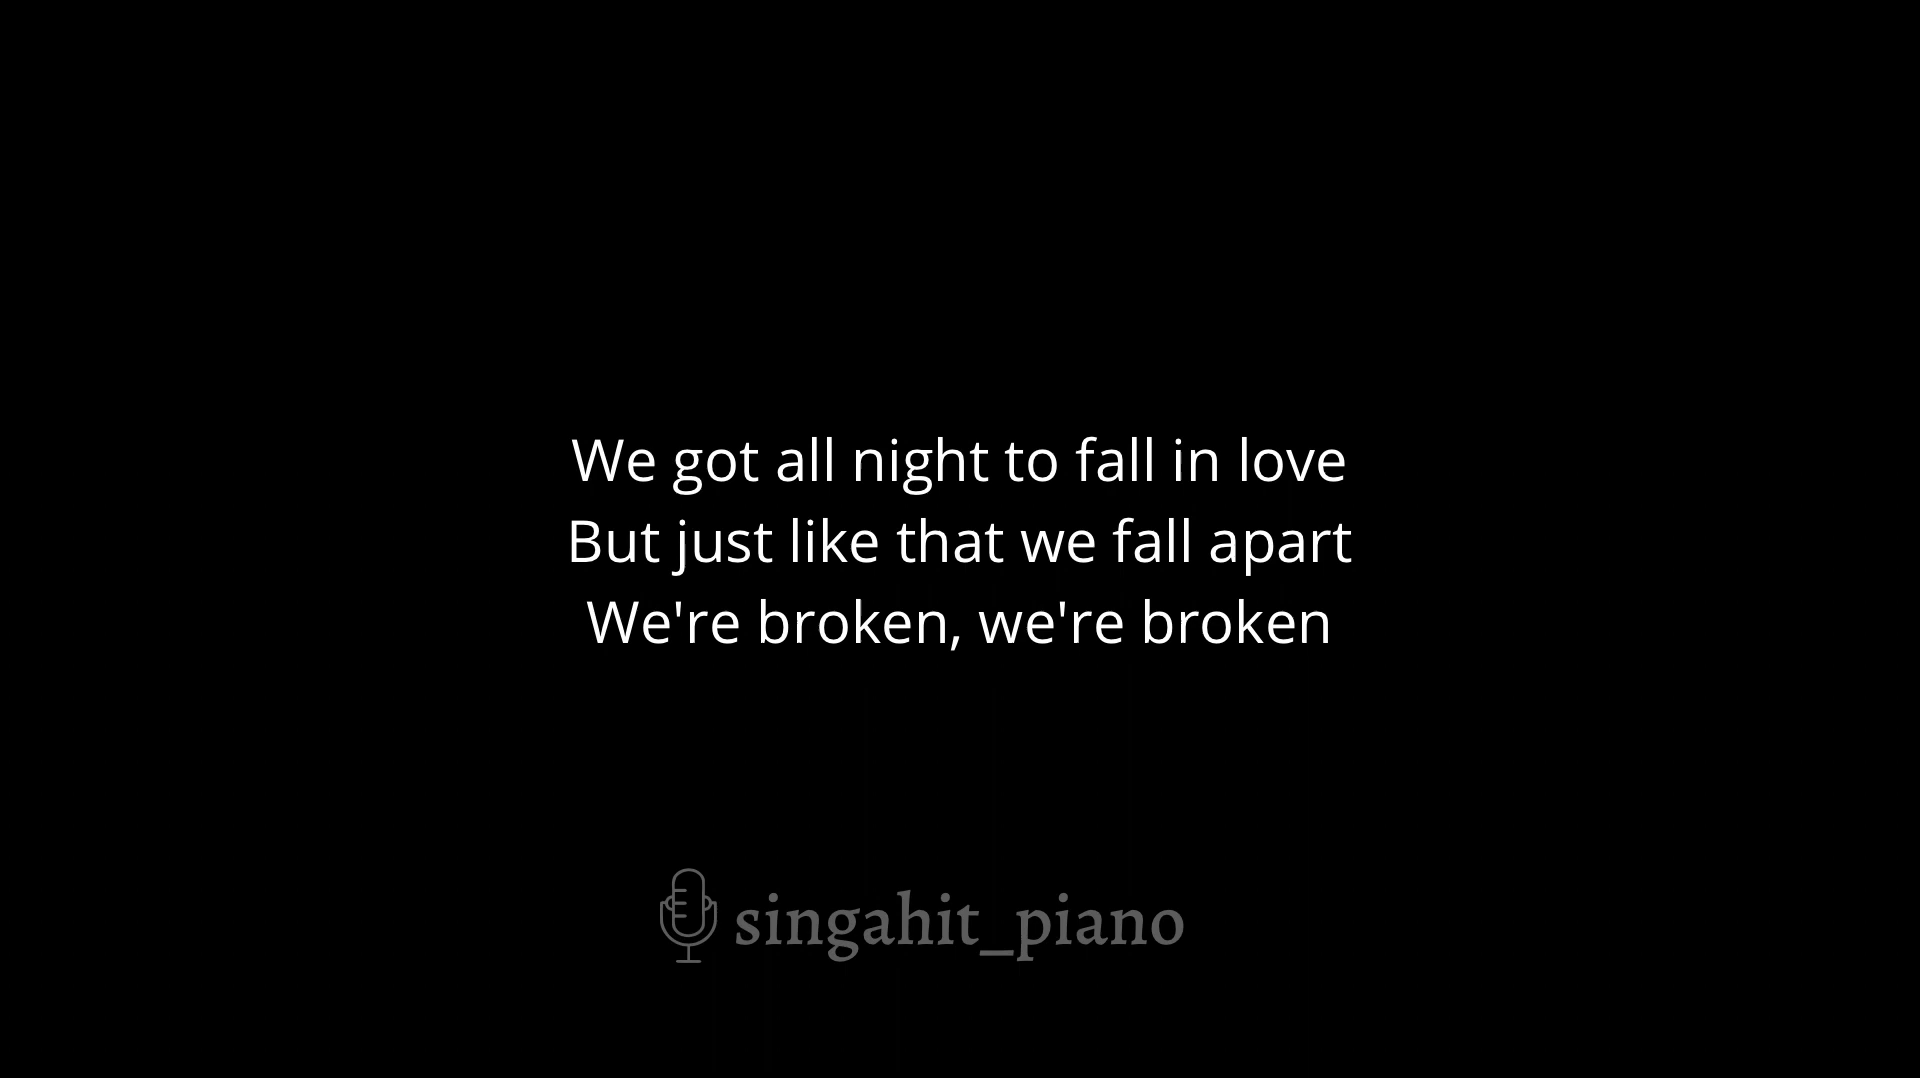 We got all night to fall in love
But just like that we fall apart
We're broken, we're broken
singahit_piano